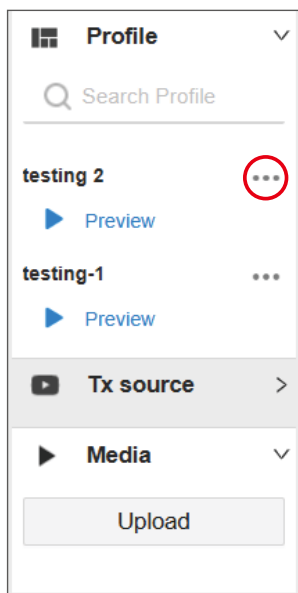 Profile
Search Profile
testing 2
Preview
testing-1
Preview
Tx source
Media
Upload